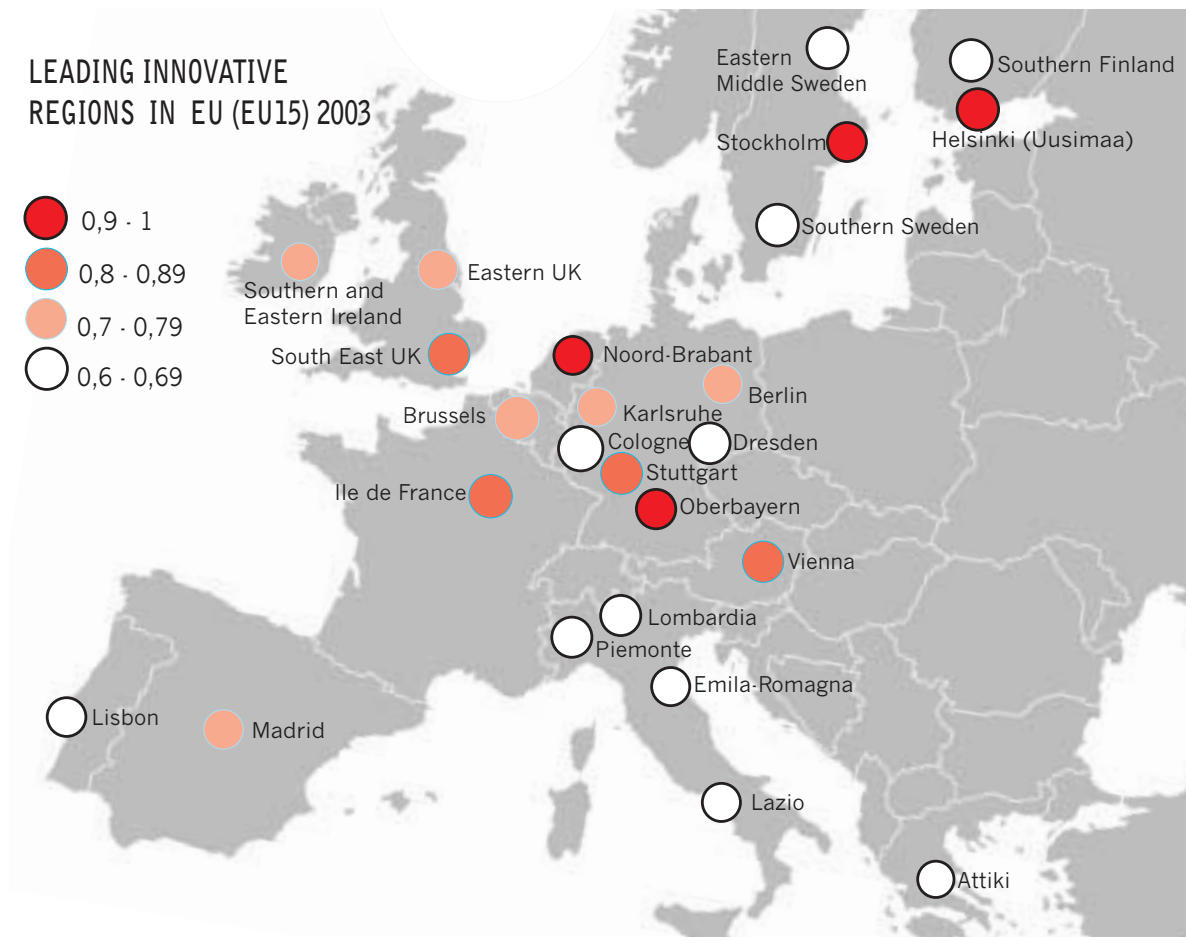 LEADING INNOVATIVE
REGIONS IN EU (EU15) 2003
0,9 - 1
0,8 - 0,89
0,7 - 0,79
0,6 - 0,69
Eastern
Middle Sweden
Southern Finland
Stockholm
Helsinki (Uusimaa)
Southern Sweden
Eastern UK
Southern and
Eastern Ireland
South East UK
Noord-Brabant
Berlin
Brussels
Karlsruhe
Cologne
Dresden
Stuttgart
Ile de France
Oberbayern
Vienna
Lombardia
Piemonte
Emila-Romagna
Lisbon
Madrid
Lazio
Attiki